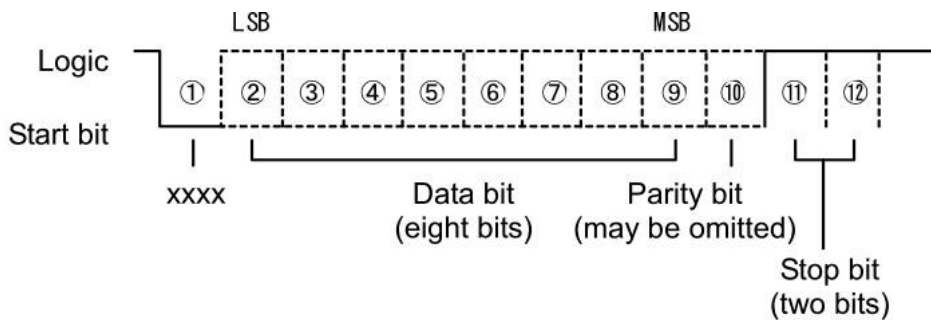 LSB MSB
Logic
① ② ③ ④ ⑤ ⑥ ⑦ ⑧ ⑨ ⑩ ⑪ ⑫
Start bit
xxxx
Data bit
(eight bits)
Parity bit
(may be omitted)
Stop bit
(two bits)